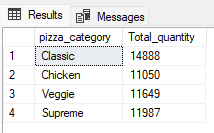 Results Messages
pizza_category Total_quantity
1 Classic 14888
2 Chicken 11050
3 Veggie 11649
4 Supreme 11987